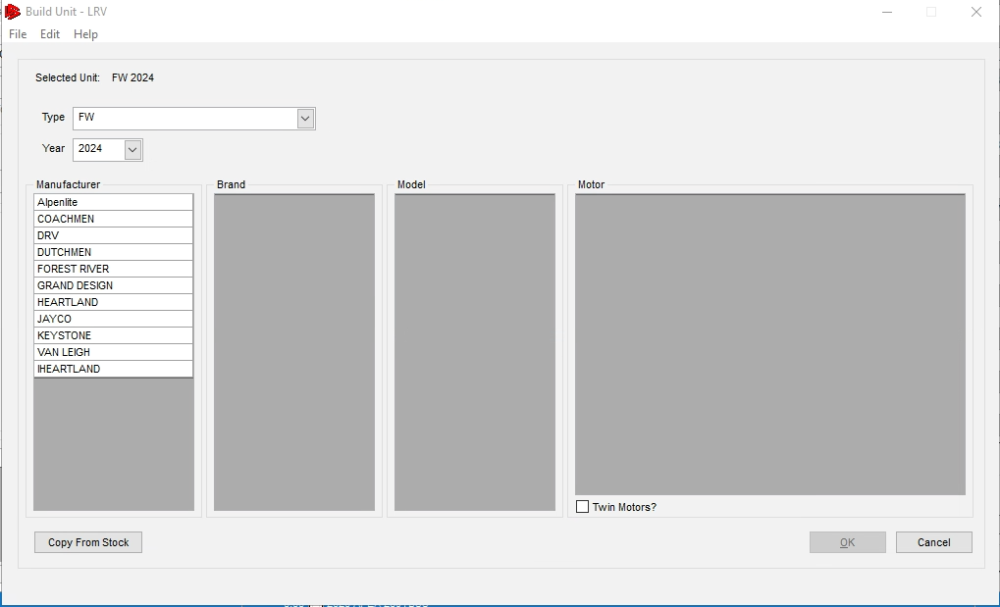 Build Unit - LRV
File Edit Help
Selected Unit: FW 2024
Type FW
Year 2024
Manufacturer Brand Model Motor
Alpenlite
COACHMEN
DRV
DUTCHMEN
FOREST RIVER
GRAND DESIGN
HEARTLAND
JAYCO
KEYSTONE
VAN LEIGH
IHEARTLAND
Twin Motors?
Copy From Stock OK Cancel